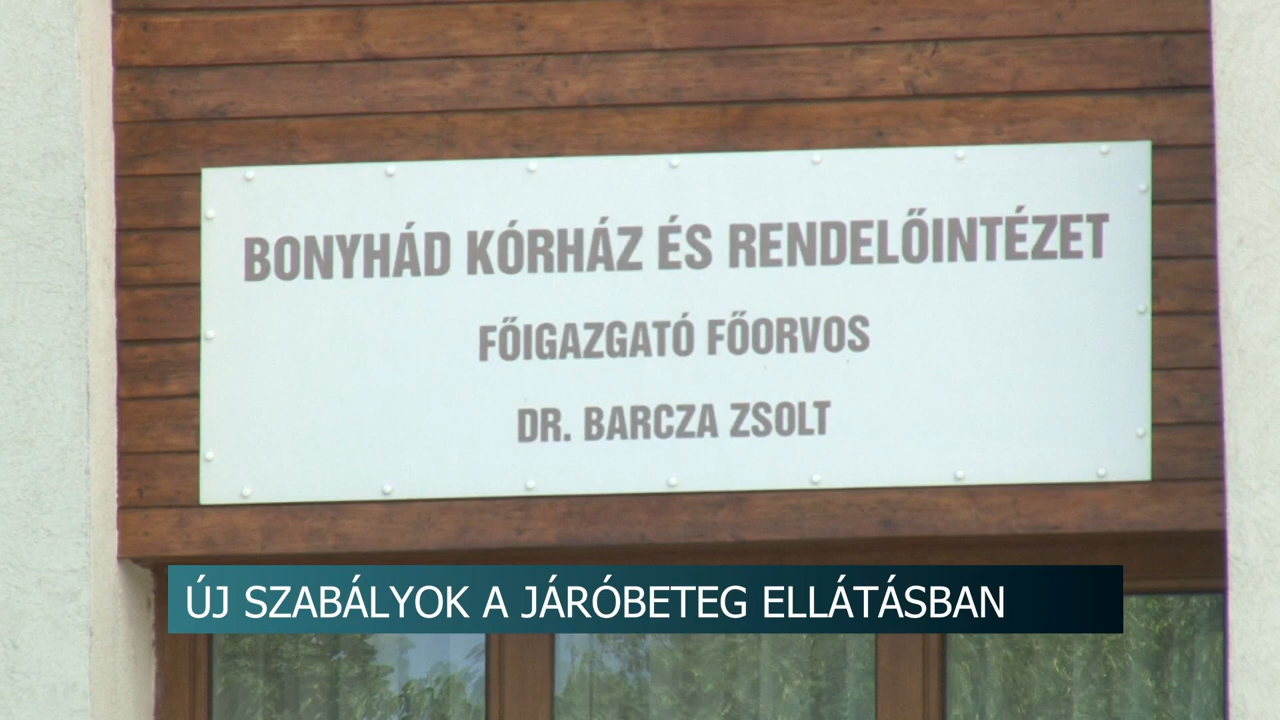 BONYHÁD KÓRHÁZ ÉS RENDELŐINTÉZET
FŐIGAZGATÓ FŐORVOS
DR. BARCZA ZSOLT
ÚJ SZABÁLYOK A JÁRÓBETEG ELLÁTÁSBAN